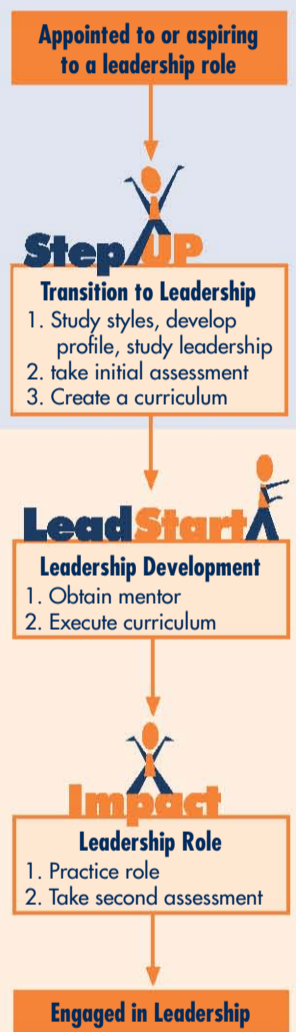 Appointed to or aspiring
to a leadership role
Step UP
Transition to Leadership
1. Study styles, develop
profile, study leadership
2. take initial assessment
3. Create a curriculum
LeadStart
Leadership Development
1. Obtain mentor
2. Execute curriculum
Impact
Leadership Role
1. Practice role
2. Take second assessment
Engaged in Leadership